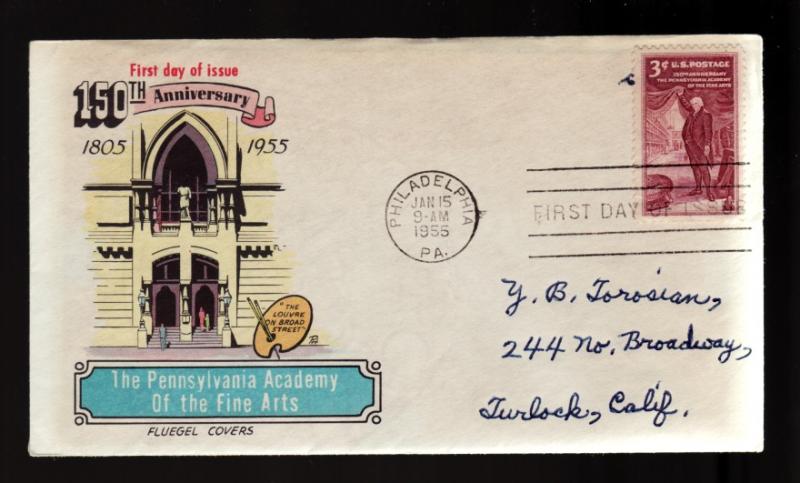 First day of issue
150TH Anniversary
1805 1955
"THE
LOUVRE
ON BROAD
STREET"
The Pennsylvania Academy
Of the Fine Arts
FLUEGEL COVERS
PHILADELPHIA
JAN 15
9-AM
1955
PA.
3¢ U.S. POSTAGE
150TH ANNIVERSARY
THE PENNSYLVANIA ACADEMY
OF THE FINE ARTS
FIRST DAY OF ISSUE
Y. B. Torosian,
244 No. Broadway,
Turlock, Calif.